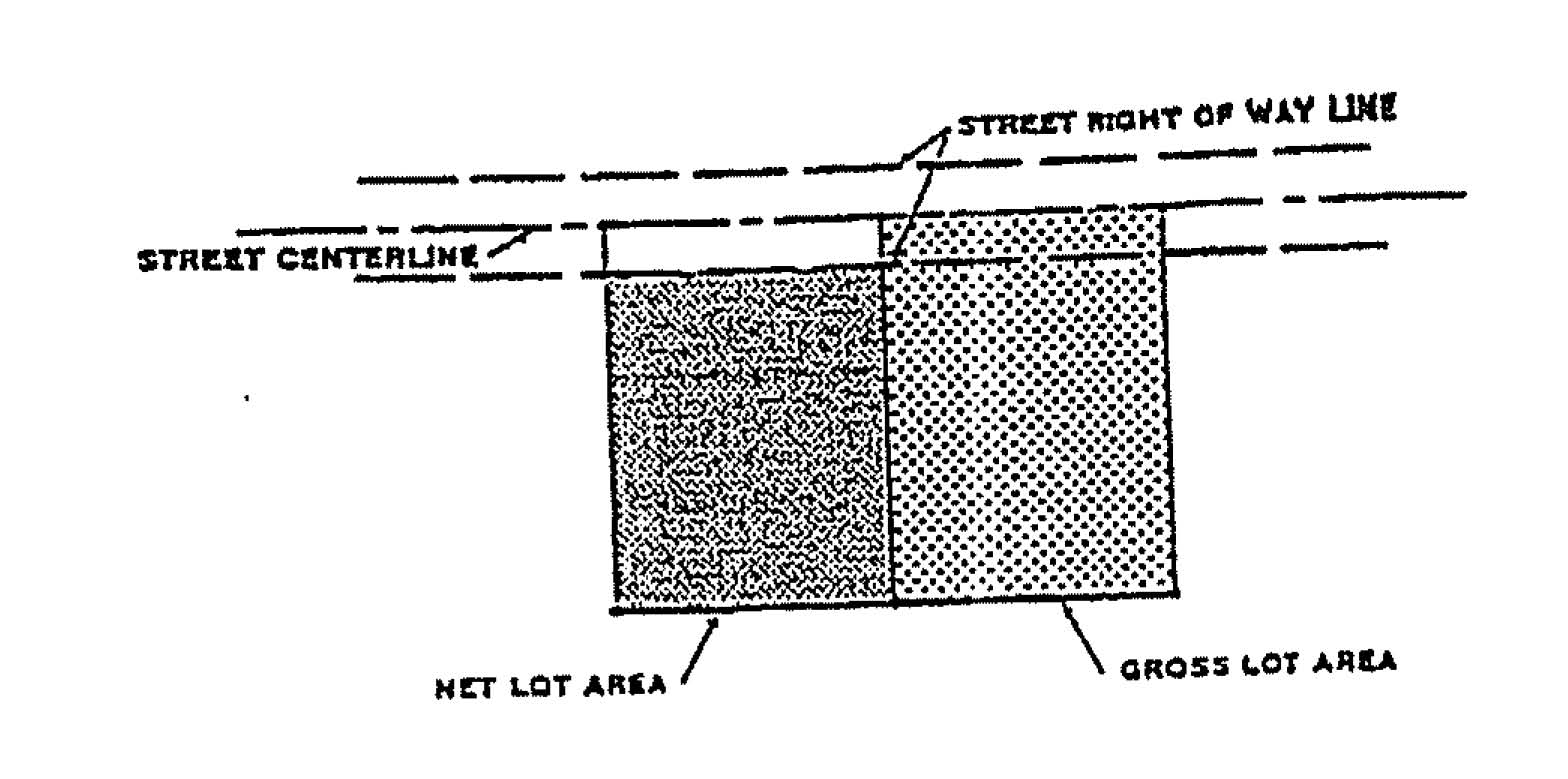 STREET RIGHT OF WAY LINE
STREET CENTERLINE
NET LOT AREA
GROSS LOT AREA